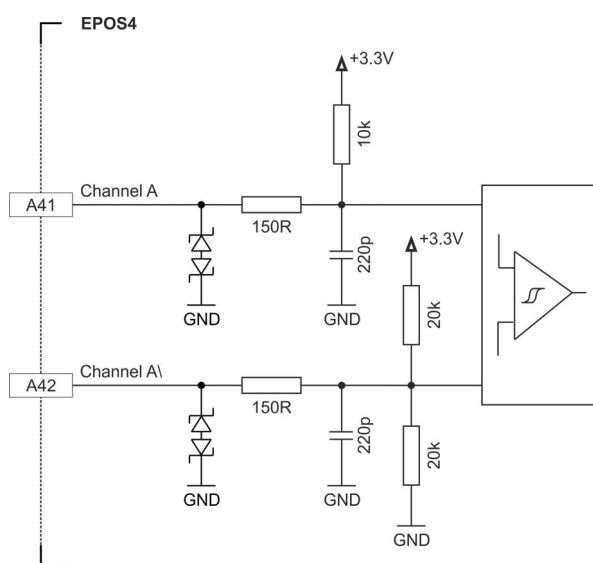 EPOS4
+3.3V
10k
Channel A
A41
150R
220p
+3.3V
GND
GND
20k
Channel A\
A42
150R
220p
20k
GND
GND
GND